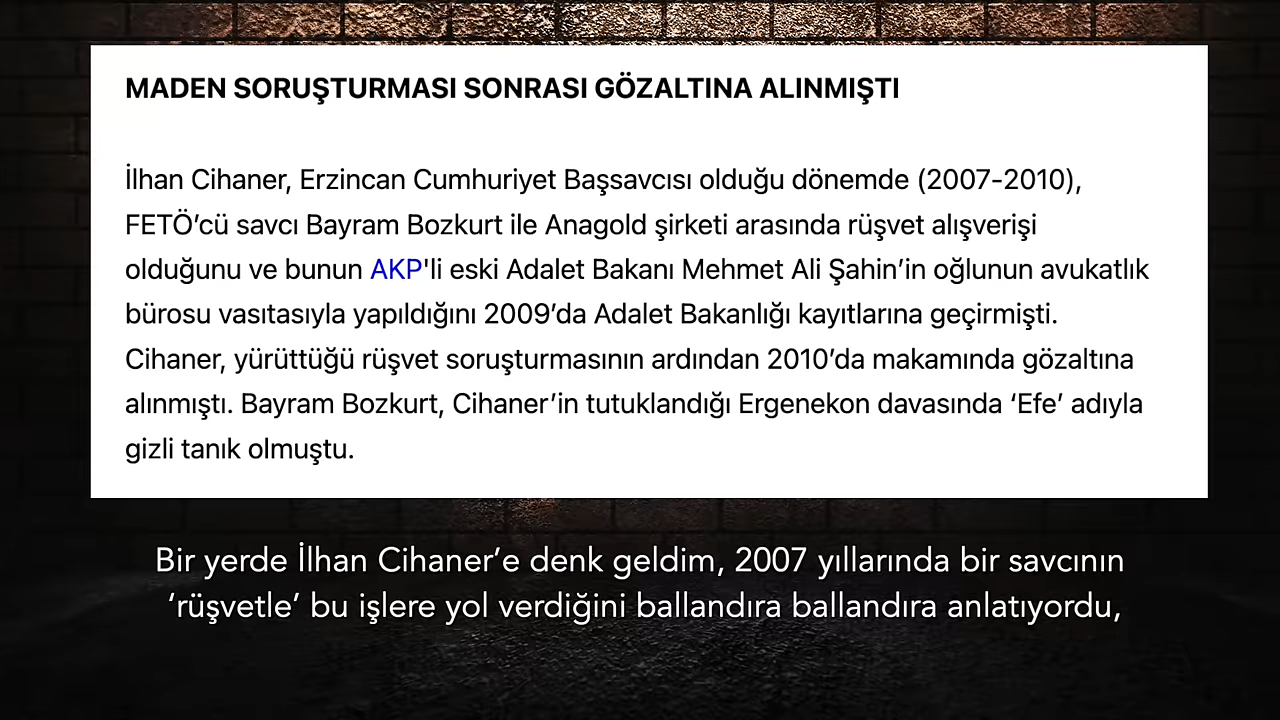 MADEN SORUŞTURMASI SONRASI GÖZALTINA ALINMIŞTI
İlhan Cihaner, Erzincan Cumhuriyet Başsavcısı olduğu dönemde (2007-2010),
FETÖ’cü savcı Bayram Bozkurt ile Anagold şirketi arasında rüşvet alışverişi
olduğunu ve bunun AKP'li eski Adalet Bakanı Mehmet Ali Şahin’in oğlunun avukatlık
bürosu vasıtasıyla yapıldığını 2009’da Adalet Bakanlığı kayıtlarına geçirmişti.
Cihaner, yürüttüğü rüşvet soruşturmasının ardından 2010’da makamında gözaltına
alınmıştı. Bayram Bozkurt, Cihaner’in tutuklandığı Ergenekon davasında ‘Efe’ adıyla
gizli tanık olmuştu.
Bir yerde İlhan Cihaner’e denk geldim, 2007 yıllarında bir savcının
‘rüşvetle’ bu işlere yol verdiğini ballandıra ballandıra anlatıyordu,